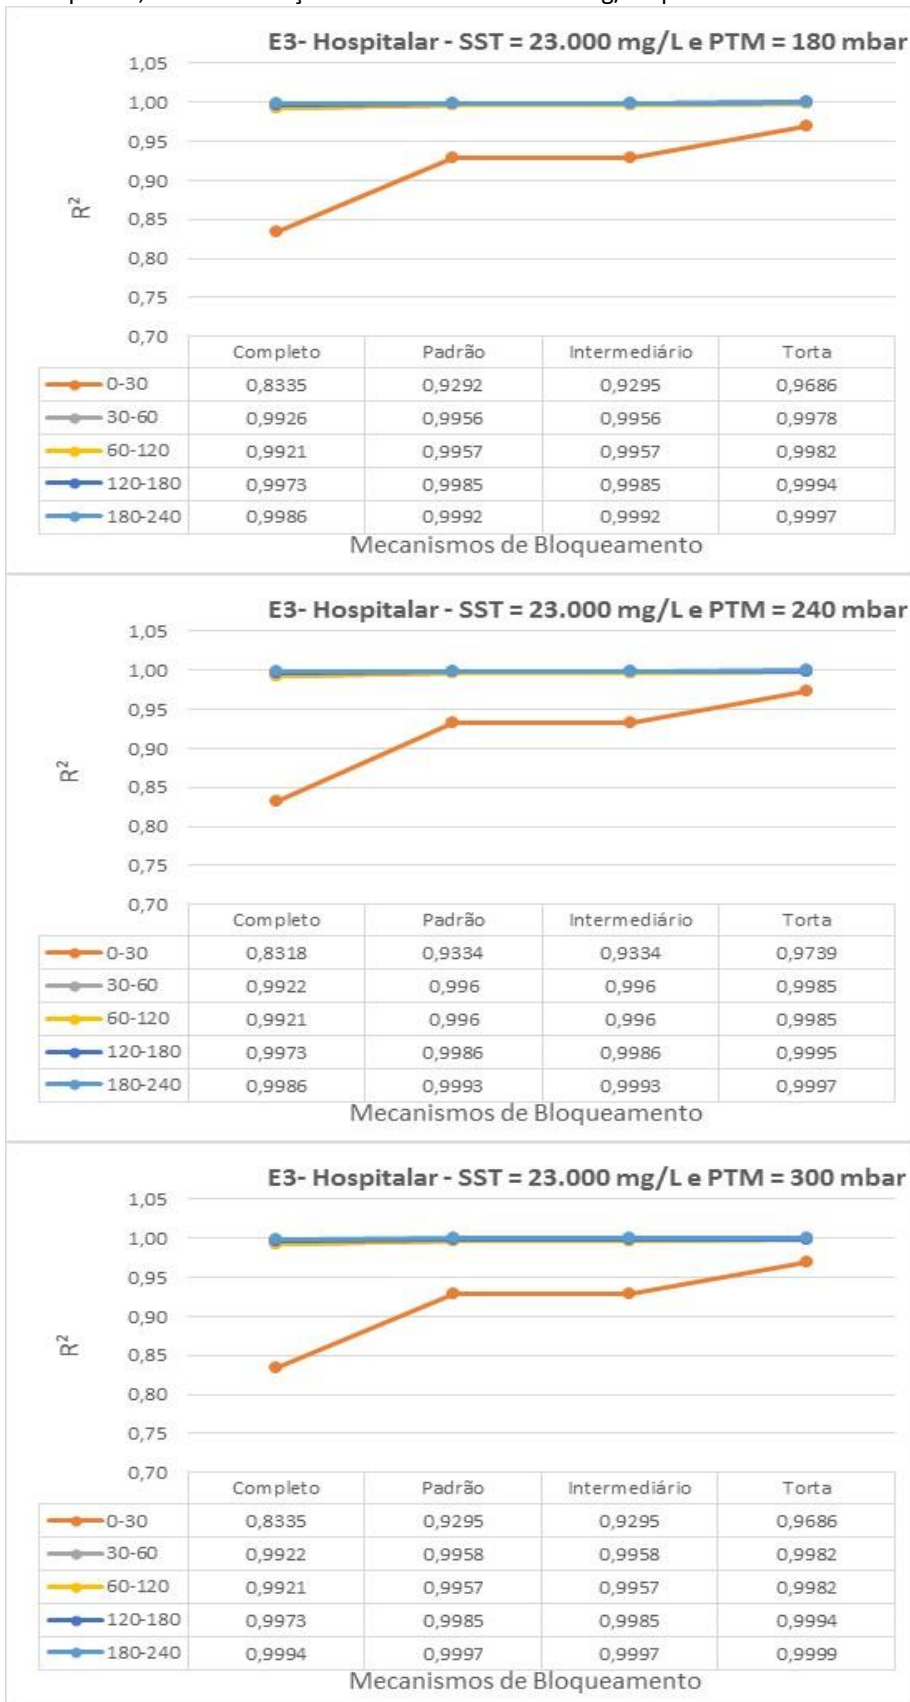 E3- Hospitalar - SST = 23.000 mg/L e PTM = 180 mbar
1,05
1,00
0,95
0,90
0,85
0,80
0,75
0,70
R²
Completo Padrão Intermediário Torta
0-30 0,8335 0,9292 0,9295 0,9686
30-60 0,9926 0,9956 0,9956 0,9978
60-120 0,9921 0,9957 0,9957 0,9982
120-180 0,9973 0,9985 0,9985 0,9994
180-240 0,9986 0,9992 0,9992 0,9997
Mecanismos de Bloqueamento
E3- Hospitalar - SST = 23.000 mg/L e PTM = 240 mbar
1,05
1,00
0,95
0,90
0,85
0,80
0,75
0,70
R²
Completo Padrão Intermediário Torta
0-30 0,8318 0,9334 0,9334 0,9739
30-60 0,9922 0,996 0,996 0,9985
60-120 0,9921 0,996 0,996 0,9985
120-180 0,9973 0,9986 0,9986 0,9995
180-240 0,9986 0,9993 0,9993 0,9997
Mecanismos de Bloqueamento
E3- Hospitalar - SST = 23.000 mg/L e PTM = 300 mbar
1,05
1,00
0,95
0,90
0,85
0,80
0,75
0,70
R²
Completo Padrão Intermediário Torta
0-30 0,8335 0,9295 0,9295 0,9686
30-60 0,9922 0,9958 0,9958 0,9982
60-120 0,9921 0,9957 0,9957 0,9982
120-180 0,9973 0,9985 0,9985 0,9994
180-240 0,9994 0,9997 0,9997 0,9999
Mecanismos de Bloqueamento